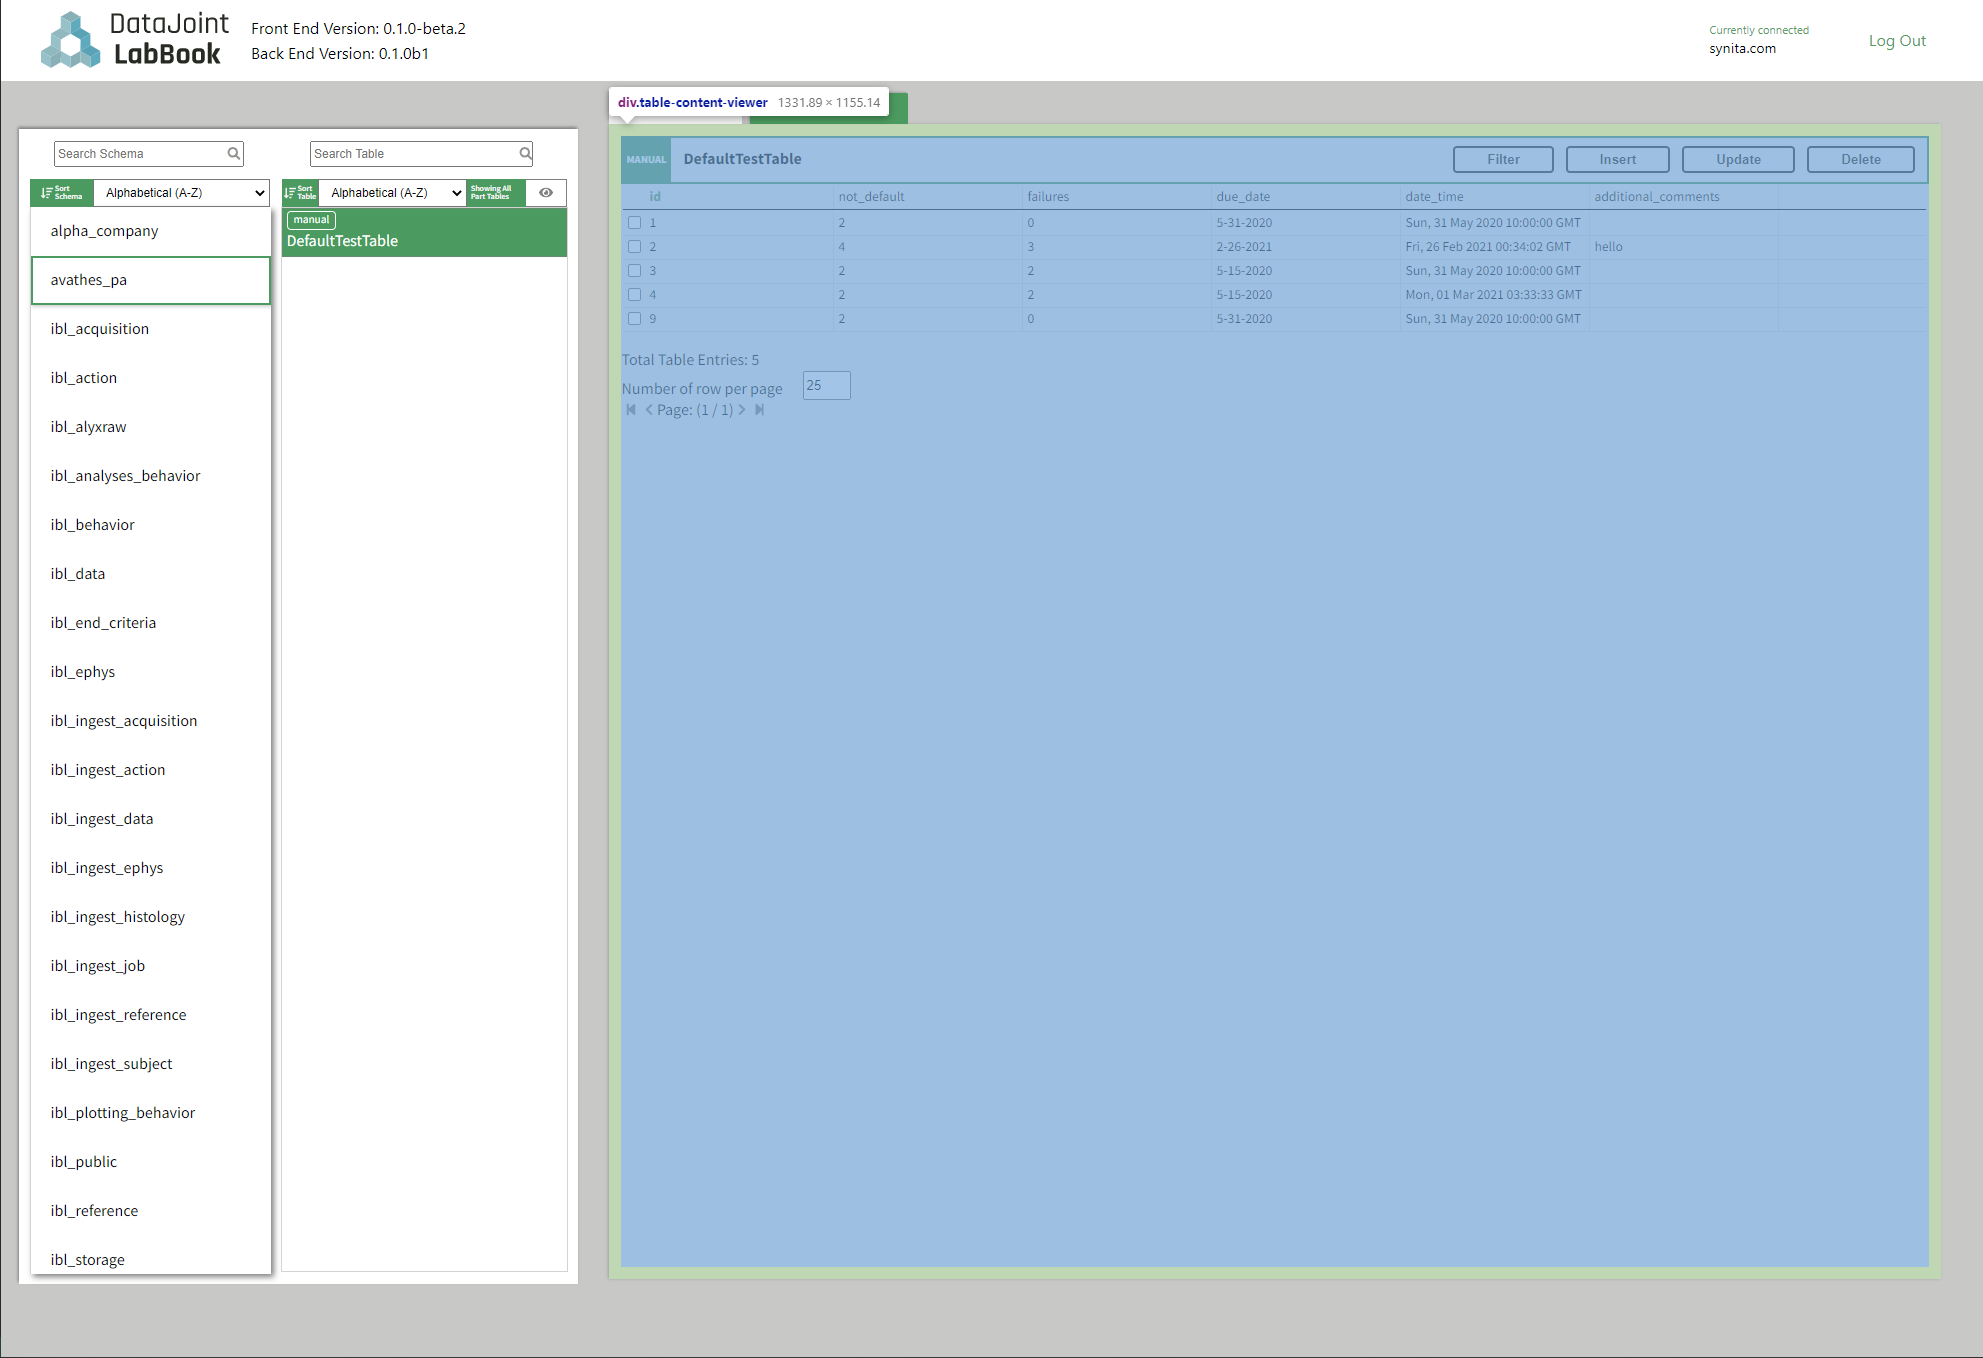 DataJoint
LabBook
Front End Version: 0.1.0-beta.2
Back End Version: 0.1.0b1
Currently connected
synita.com
Log Out
div.table-content-viewer 1331.89 × 1155.14
Search Schema
Search Table
Sort Schema
Alphabetical (A-Z)
Sort Table
Alphabetical (A-Z)
Showing All Part Tables
alpha_company
avathes_pa
ibl_acquisition
ibl_action
ibl_alyxraw
ibl_analyses_behavior
ibl_behavior
ibl_data
ibl_end_criteria
ibl_ephys
ibl_ingest_acquisition
ibl_ingest_action
ibl_ingest_data
ibl_ingest_ephys
ibl_ingest_histology
ibl_ingest_job
ibl_ingest_reference
ibl_ingest_subject
ibl_plotting_behavior
ibl_public
ibl_reference
ibl_storage
manual
DefaultTestTable
MANUAL DefaultTestTable Filter Insert Update Delete
id not_default failures due_date date_time additional_comments
1 2 0 5-31-2020 Sun, 31 May 2020 10:00:00 GMT
2 4 3 2-26-2021 Fri, 26 Feb 2021 00:34:02 GMT hello
3 2 2 5-15-2020 Sun, 31 May 2020 10:00:00 GMT
4 2 2 5-15-2020 Mon, 01 Mar 2021 03:33:33 GMT
9 2 0 5-31-2020 Sun, 31 May 2020 10:00:00 GMT
Total Table Entries: 5
Number of row per page 25
Page: (1 / 1)